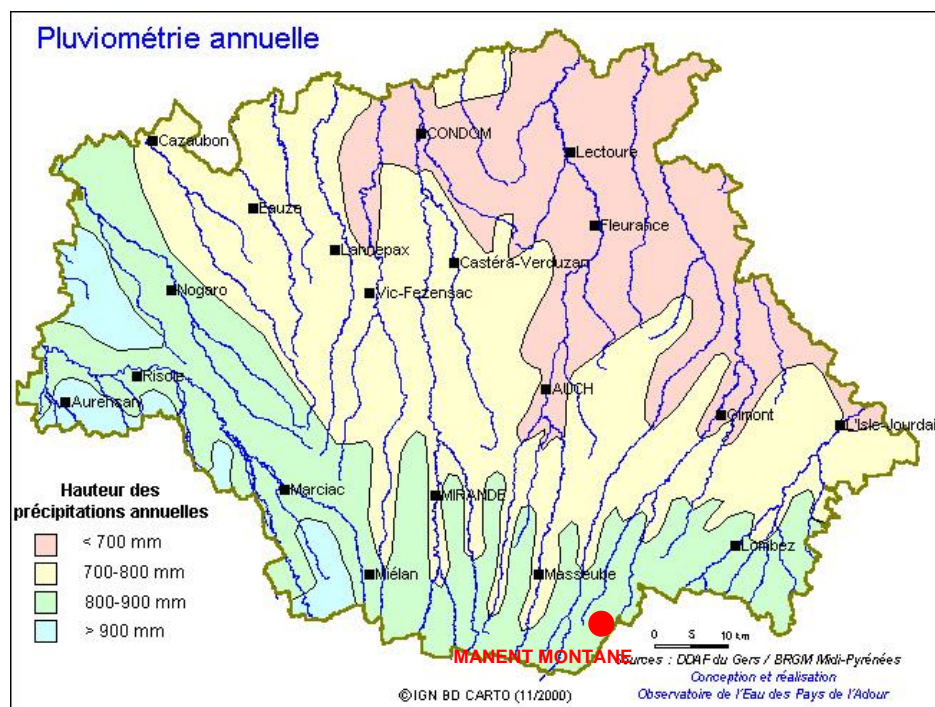 Pluviométrie annuelle
CONDOM
Cazaubon
Lectoure
Eauze
Fleurance
Lannepax
Castéra-Verduzan
Nogaro
Vic-Fezensac
Riscle
AUCH
Aurensan
Gimont
L'Isle-Jourdai
Hauteur des
précipitations annuelles
< 700 mm
700-800 mm
800-900 mm
> 900 mm
Marciac
MIRANDE
Lombez
Miélan
Masseube
0 5 10 km
MANENT MONTANE
Sources : DDAF du Gers / BRGM Midi-Pyrénées
Conception et réalisation
Observatoire de l'Eau des Pays de l'Adour
©IGN BD CARTO (11/2000)